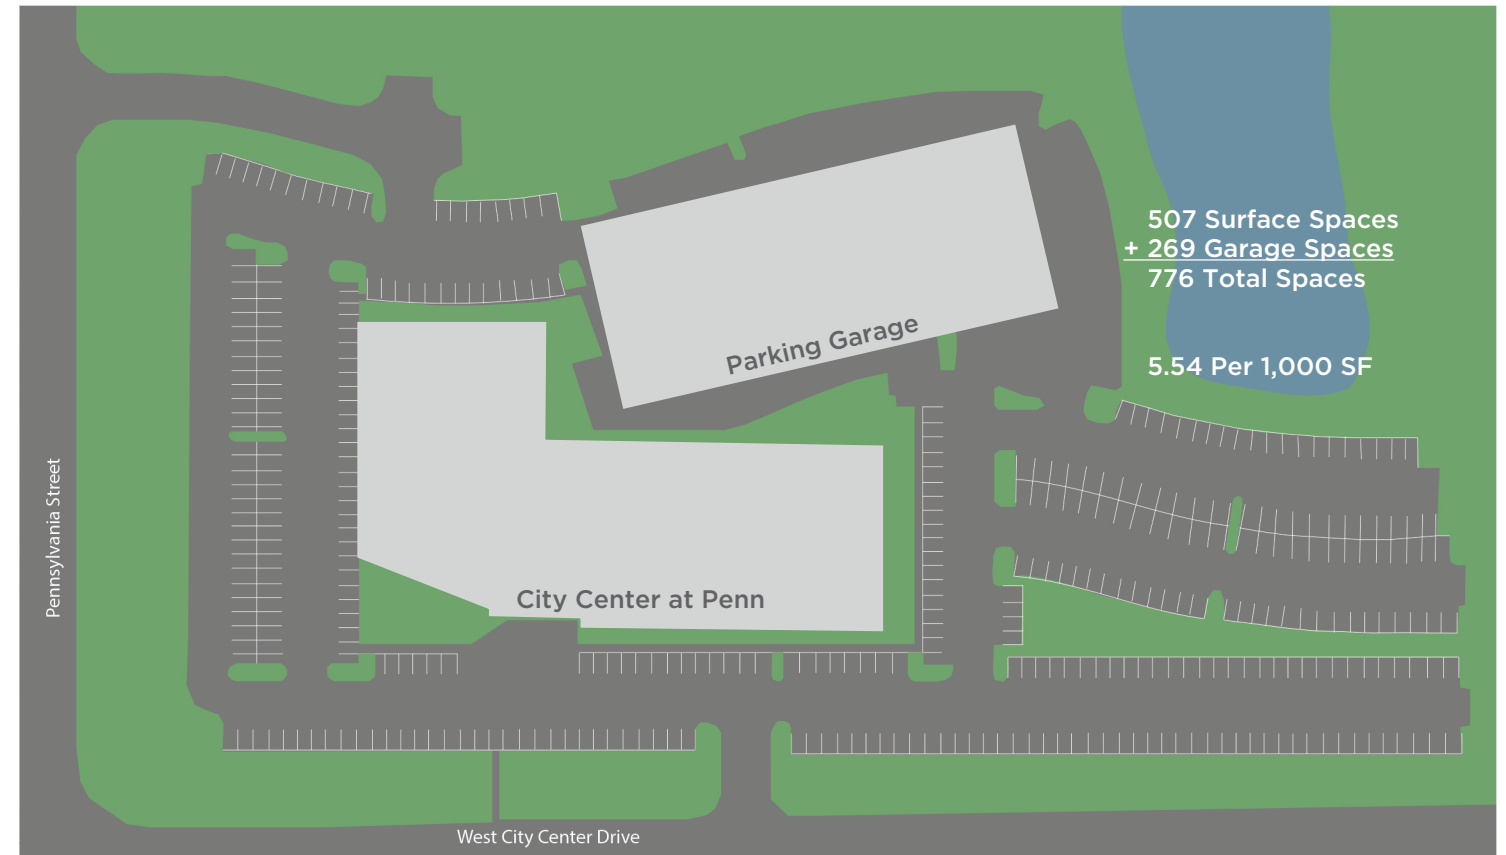 507 Surface Spaces
+ 269 Garage Spaces
776 Total Spaces
5.54 Per 1,000 SF
Parking Garage
City Center at Penn
Pennsylvania Street
West City Center Drive